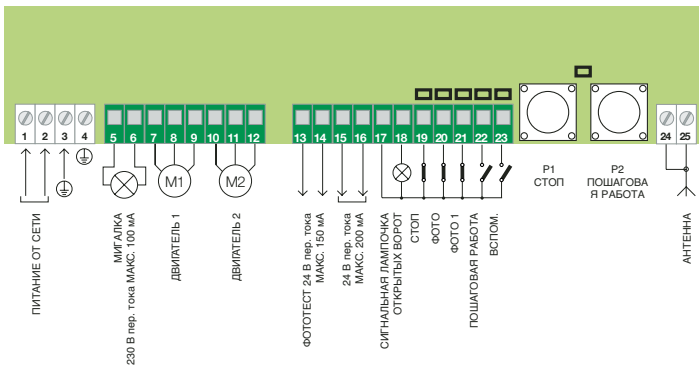 1 2 3 4 5 6 7 8 9 10 11 12 13 14 15 16 17 18 19 20 21 22 23 24 25
M1
M2
P1
СТОП
P2
ПОШАГОВА
Я РАБОТА
ПИТАНИЕ ОТ СЕТИ
МИГАЛКА
230 В пер. тока МАКС. 100 мА
ДВИГАТЕЛЬ 1
ДВИГАТЕЛЬ 2
ФОТОТЕСТ 24 В пер. тока
МАКС. 150 мА
24 В пер. тока
МАКС. 200 мА
СИГНАЛЬНАЯ ЛАМПОЧКА
ОТКРЫТЫХ ВОРОТ
СТОП
ФОТО
ФОТО 1
ПОШАГОВАЯ РАБОТА
ВСПОМ.
АНТЕННА